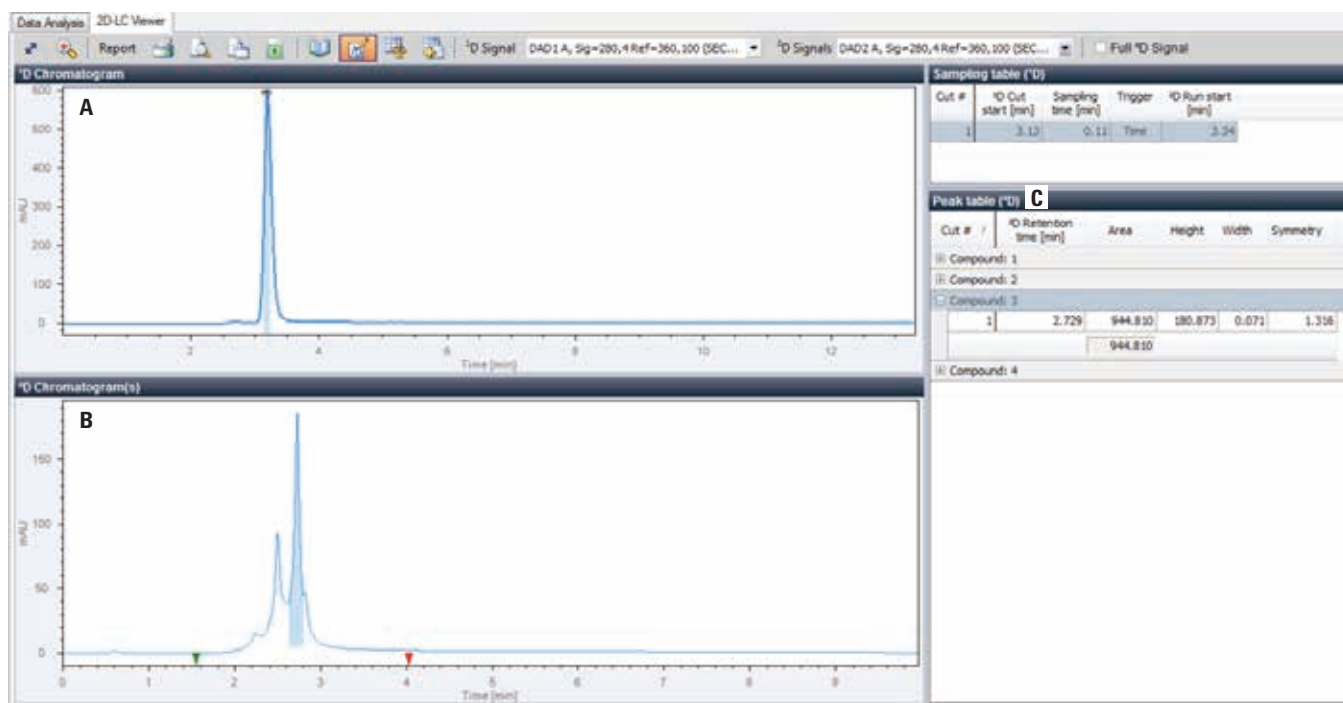 Data Analysis 2D-LC Viewer
Report ¹D Signal DAD1 A, Sig=280,4 Ref=360,100 (SEC... ²D Signals DAD2 A, Sig=280,4 Ref=360,100 (SEC... Full ²D Signal
¹D Chromatogram
A
600
500
400
300
200
100
0
mAU
2 4 6 8 10 12
Time [min]
²D Chromatogram(s)
B
150
100
50
0
mAU
0 1 2 3 4 5 6 7 8 9
Time [min]
Sampling table (¹D)
Cut # ¹D Cut start [min] Sampling time [min] Trigger ²D Run start [min]
1 3.13 0.11 Time 3.24
Peak table (²D) C
Cut # / ²D Retention time [min] Area Height Width Symmetry
Compound: 1
Compound: 2
Compound: 3
1 2.729 944.810 180.873 0.071 1.316
944.810
Compound: 4